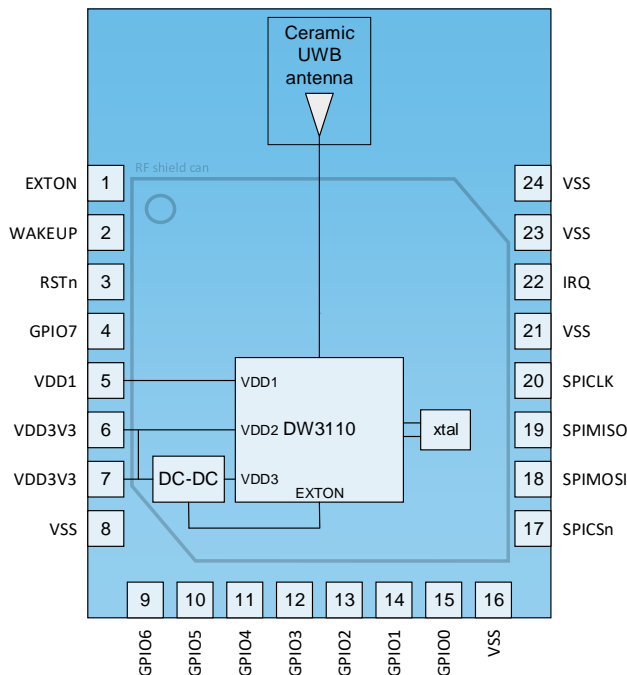 Ceramic
UWB
antenna
RF shield can
EXTON 1
WAKEUP 2
RSTn 3
GPIO7 4
VDD1 5
VDD3V3 6
VDD3V3 7
VSS 8
24 VSS
23 VSS
22 IRQ
21 VSS
20 SPICLK
19 SPIMISO
18 SPIMOSI
17 SPICSn
VDD1
VDD2 DW3110
VDD3
EXTON
xtal
DC-DC
9 10 11 12 13 14 15 16
GPIO6 GPIO5 GPIO4 GPIO3 GPIO2 GPIO1 GPIO0 VSS